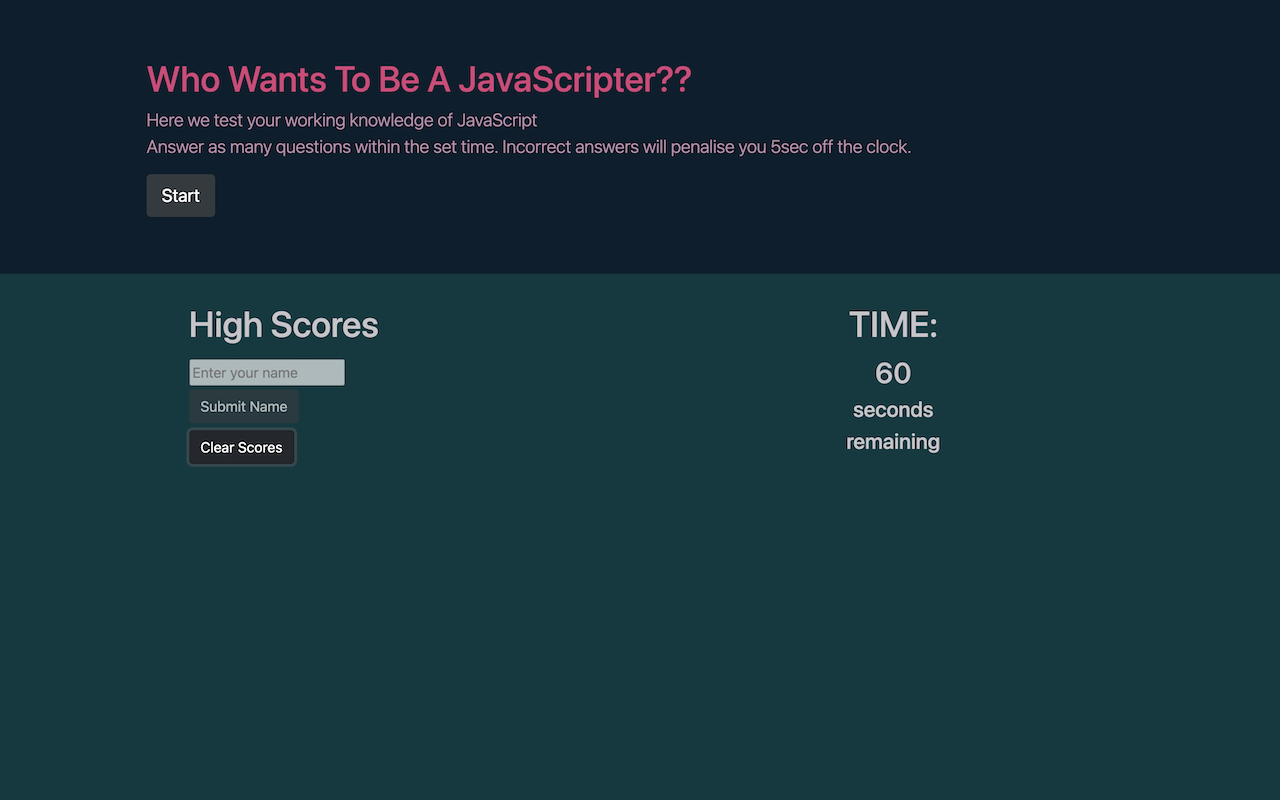 Who Wants To Be A JavaScripter??
Here we test your working knowledge of JavaScript
Answer as many questions within the set time. Incorrect answers will penalise you 5sec off the clock.
Start
High Scores
Enter your name
Submit Name
Clear Scores
TIME:
60
seconds
remaining